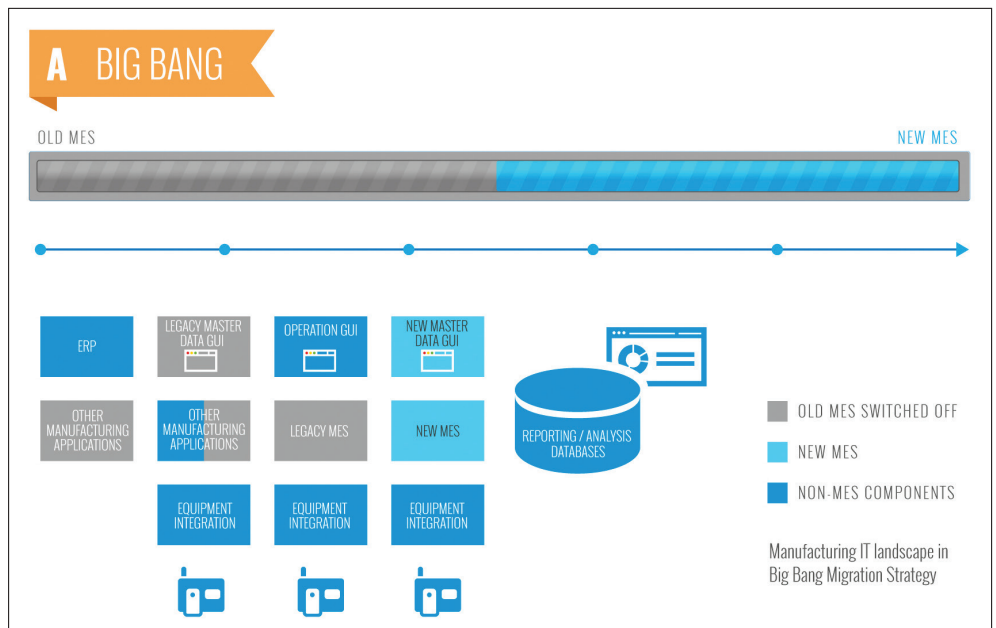 A BIG BANG
OLD MES
NEW MES
ERP
LEGACY MASTER
DATA GUI
OPERATION GUI
NEW MASTER
DATA GUI
OTHER
MANUFACTURING
APPLICATIONS
OTHER
MANUFACTURING
APPLICATIONS
LEGACY MES
NEW MES
REPORTING / ANALYSIS
DATABASES
EQUIPMENT
INTEGRATION
EQUIPMENT
INTEGRATION
EQUIPMENT
INTEGRATION
OLD MES SWITCHED OFF
NEW MES
NON-MES COMPONENTS
Manufacturing IT landscape in
Big Bang Migration Strategy